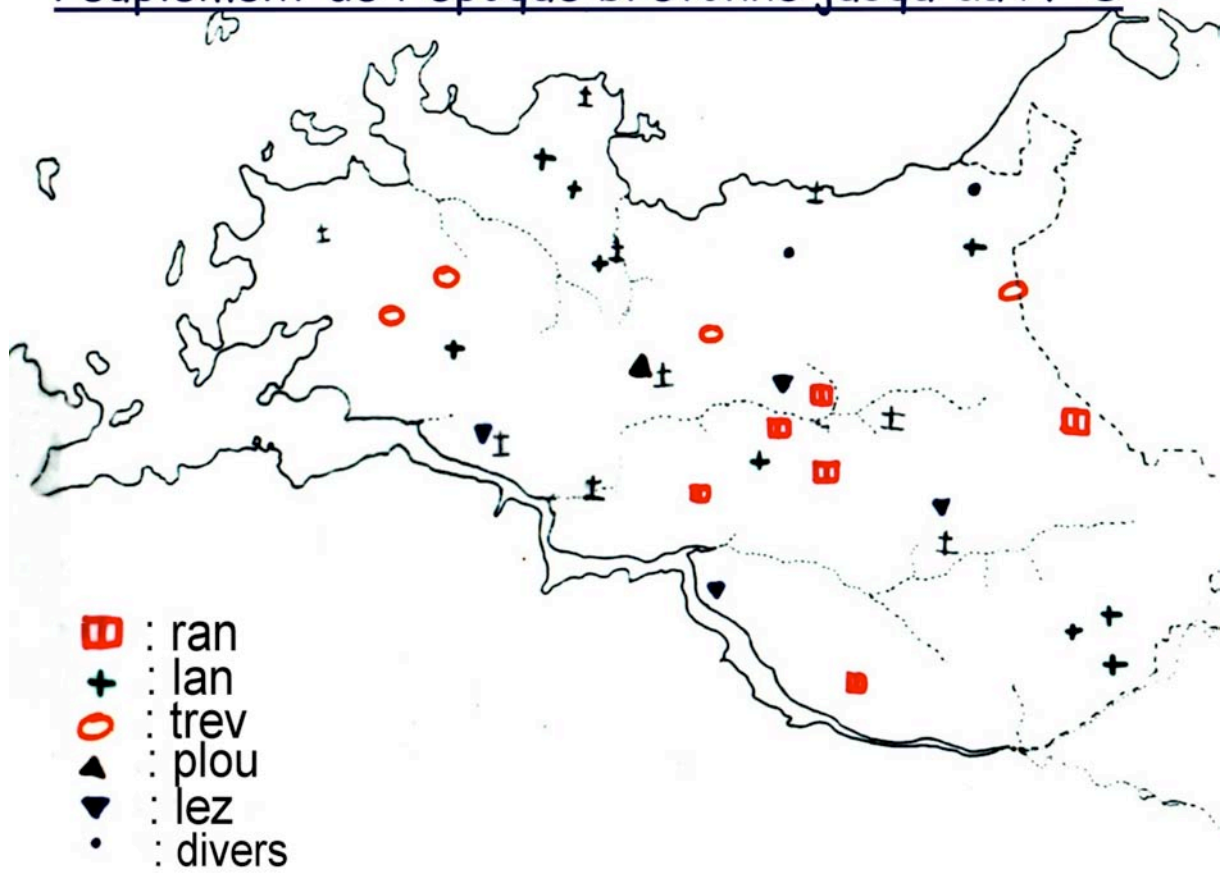 de l'époque bretonne jusqu'au
: ran
: lan
: trev
: plou
: lez
: divers